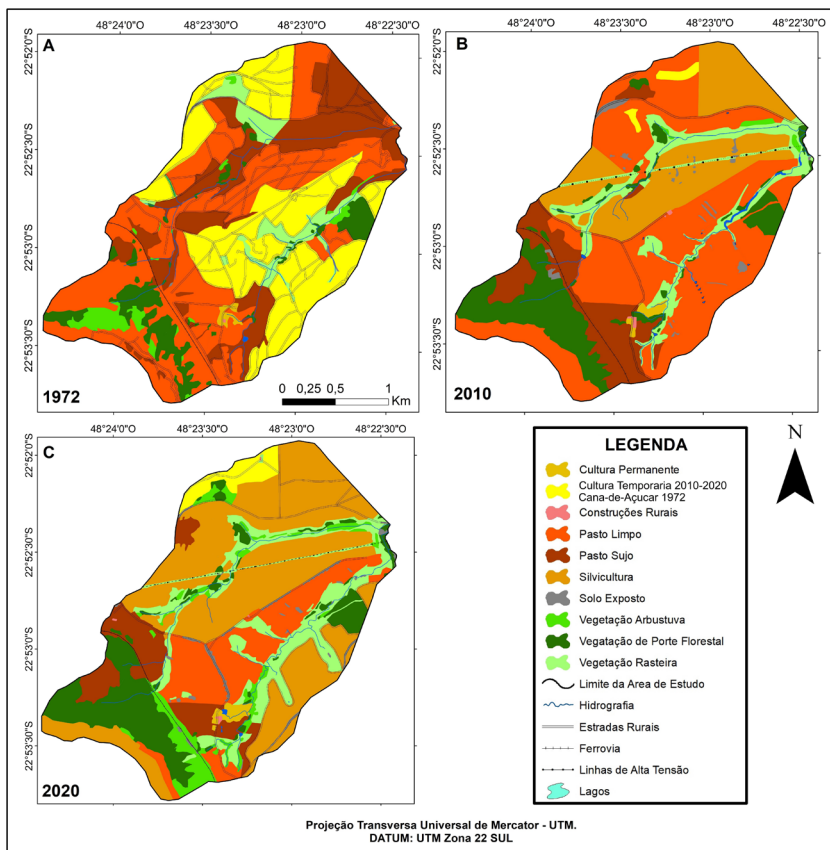 48°24'0"O 48°23'30"O 48°23'0"O 48°22'30"O
A
22°52'0"S
22°52'30"S
22°53'0"S
22°53'30"S
1972
0 0,25 0,5 1
Km
48°24'0"O 48°23'30"O 48°23'0"O 48°22'30"O
B
22°52'0"S
22°52'30"S
22°53'0"S
22°53'30"S
2010
48°24'0"O 48°23'30"O 48°23'0"O 48°22'30"O
C
22°52'0"S
22°52'30"S
22°53'0"S
22°53'30"S
2020
N
LEGENDA
Cultura Permanente
Cultura Temporaria 2010-2020
Cana-de-Açucar 1972
Construções Rurais
Pasto Limpo
Pasto Sujo
Silvicultura
Solo Exposto
Vegetação Arbustuva
Vegatação de Porte Florestal
Vegetação Rasteira
Limite da Area de Estudo
Hidrografia
Estradas Rurais
Ferrovia
Linhas de Alta Tensão
Lagos
Projeção Transversa Universal de Mercator - UTM.
DATUM: UTM Zona 22 SUL